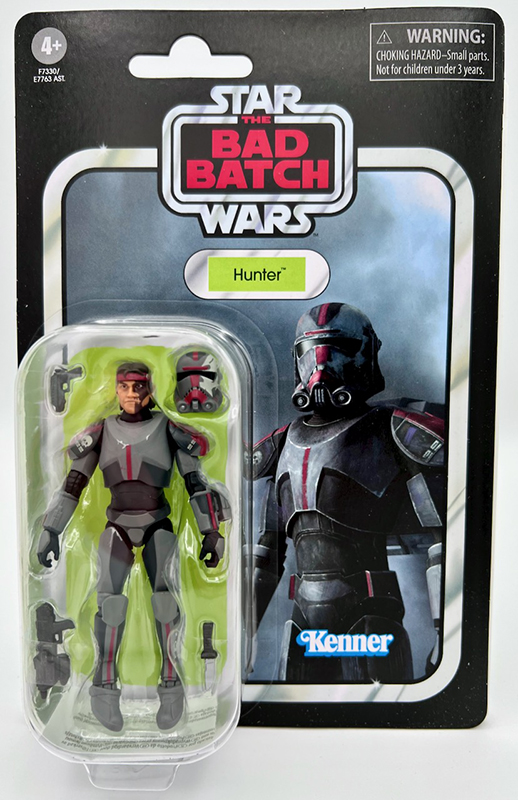 4+
F7330/
E7763 AST.
⚠ WARNING:
CHOKING HAZARD–Small parts.
Not for children under 3 years.
STAR
THE
BAD
BATCH
WARS™
Hunter™
Kenner